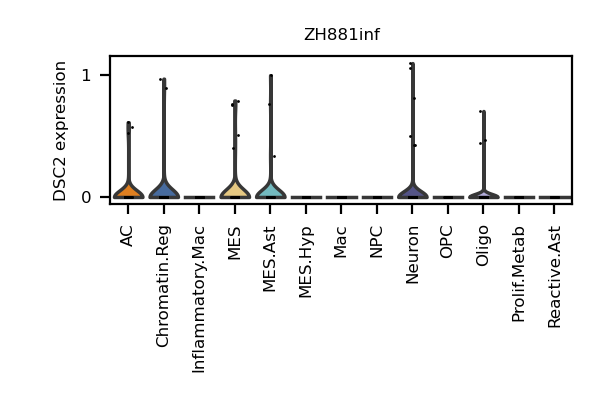 ZH881inf
DSC2 expression
1
0
AC
Chromatin.Reg
Inflammatory.Mac
MES
MES.Ast
MES.Hyp
Mac
NPC
Neuron
OPC
Oligo
Prolif.Metab
Reactive.Ast